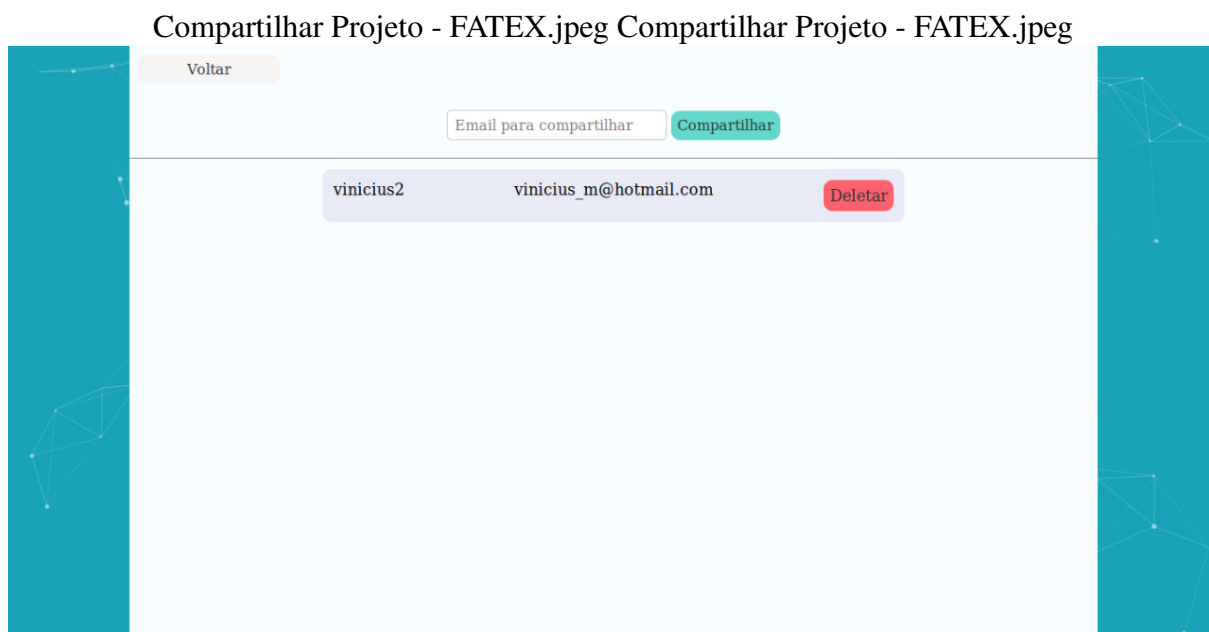 Compartilhar Projeto - FATEX.jpeg Compartilhar Projeto - FATEX.jpeg
Voltar
Email para compartilhar Compartilhar
vinicius2 vinicius_m@hotmail.com Deletar